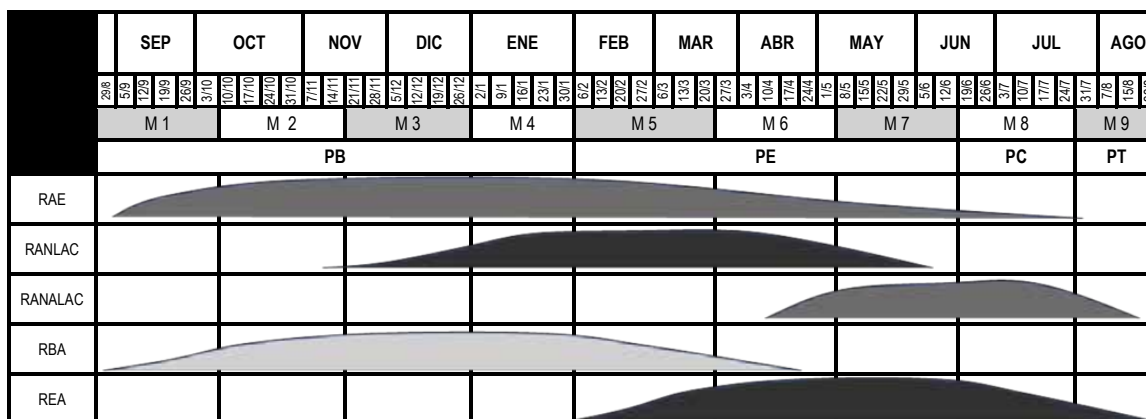 SEP OCT NOV DIC ENE FEB MAR ABR MAY JUN JUL AGO
29/8 5/9 12/9 19/9 26/9 3/10 10/10 17/10 24/10 31/10 7/11 14/11 21/11 28/11 5/12 12/12 19/12 26/12 2/1 9/1 16/1 23/1 30/1 6/2 13/2 20/2 27/2 6/3 13/3 20/3 27/3 3/4 10/4 17/4 24/4 1/5 8/5 15/5 22/5 29/5 5/6 12/6 19/6 26/6 3/7 10/7 17/7 24/7 31/7 7/8 15/8
M 1 M 2 M 3 M 4 M 5 M 6 M 7 M 8 M 9
PB PE PC PT
RAE
RANLAC
RANALAC
RBA
REA